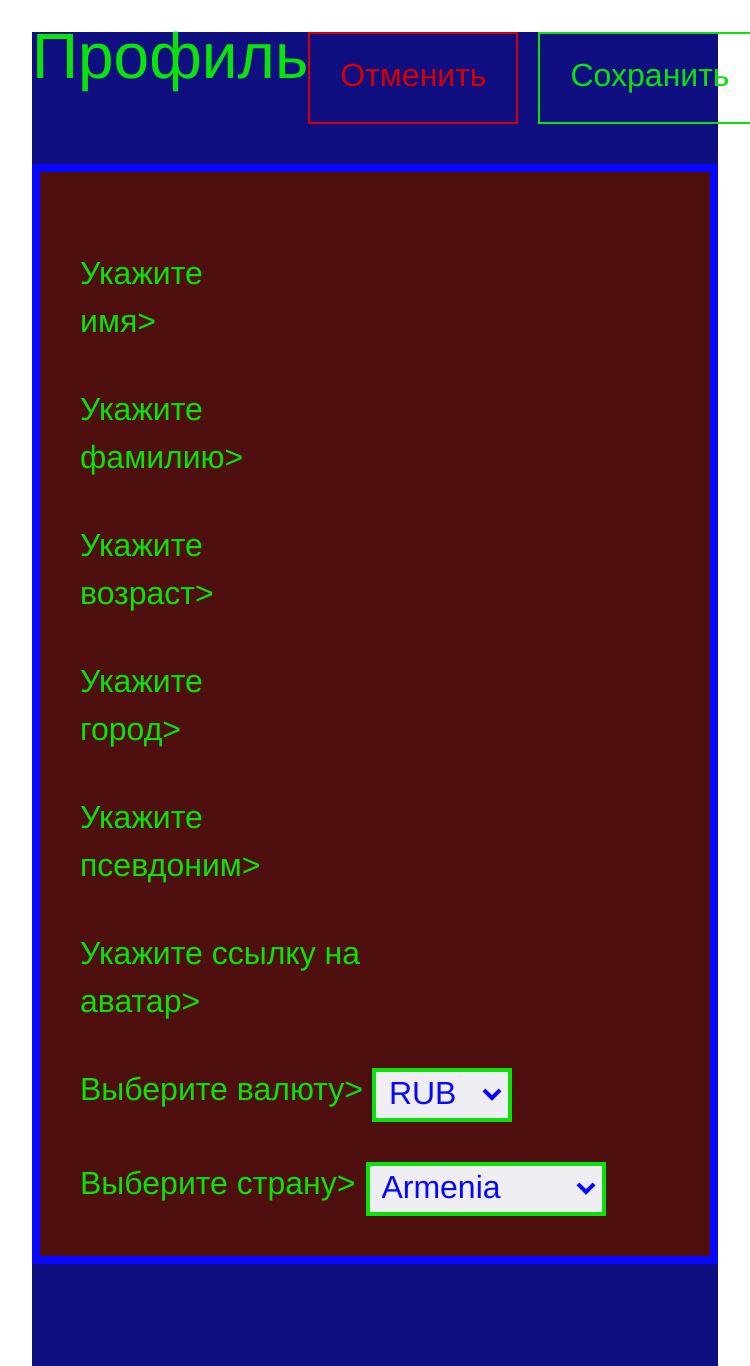 Профиль
Отменить
Сохранить
Укажите
имя>
Укажите
фамилию>
Укажите
возраст>
Укажите
город>
Укажите
псевдоним>
Укажите ссылку на
аватар>
Выберите валюту> RUB
Выберите страну> Armenia